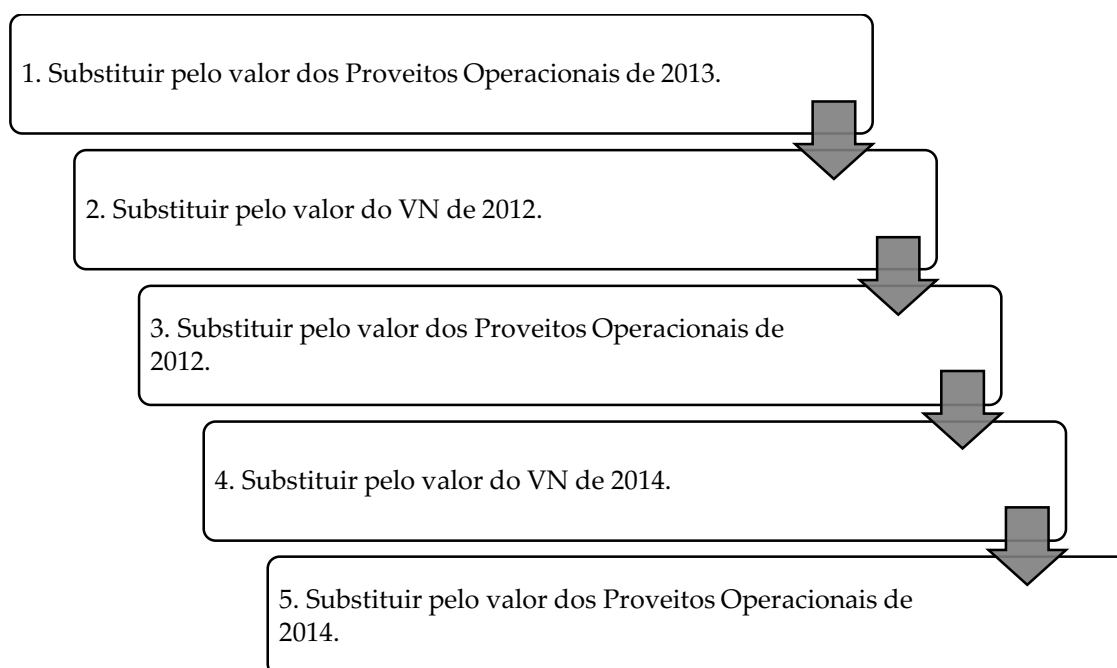 1. Substituir pelo valor dos Proveitos Operacionais de 2013.
2. Substituir pelo valor do VN de 2012.
3. Substituir pelo valor dos Proveitos Operacionais de
2012.
4. Substituir pelo valor do VN de 2014.
5. Substituir pelo valor dos Proveitos Operacionais de
2014.